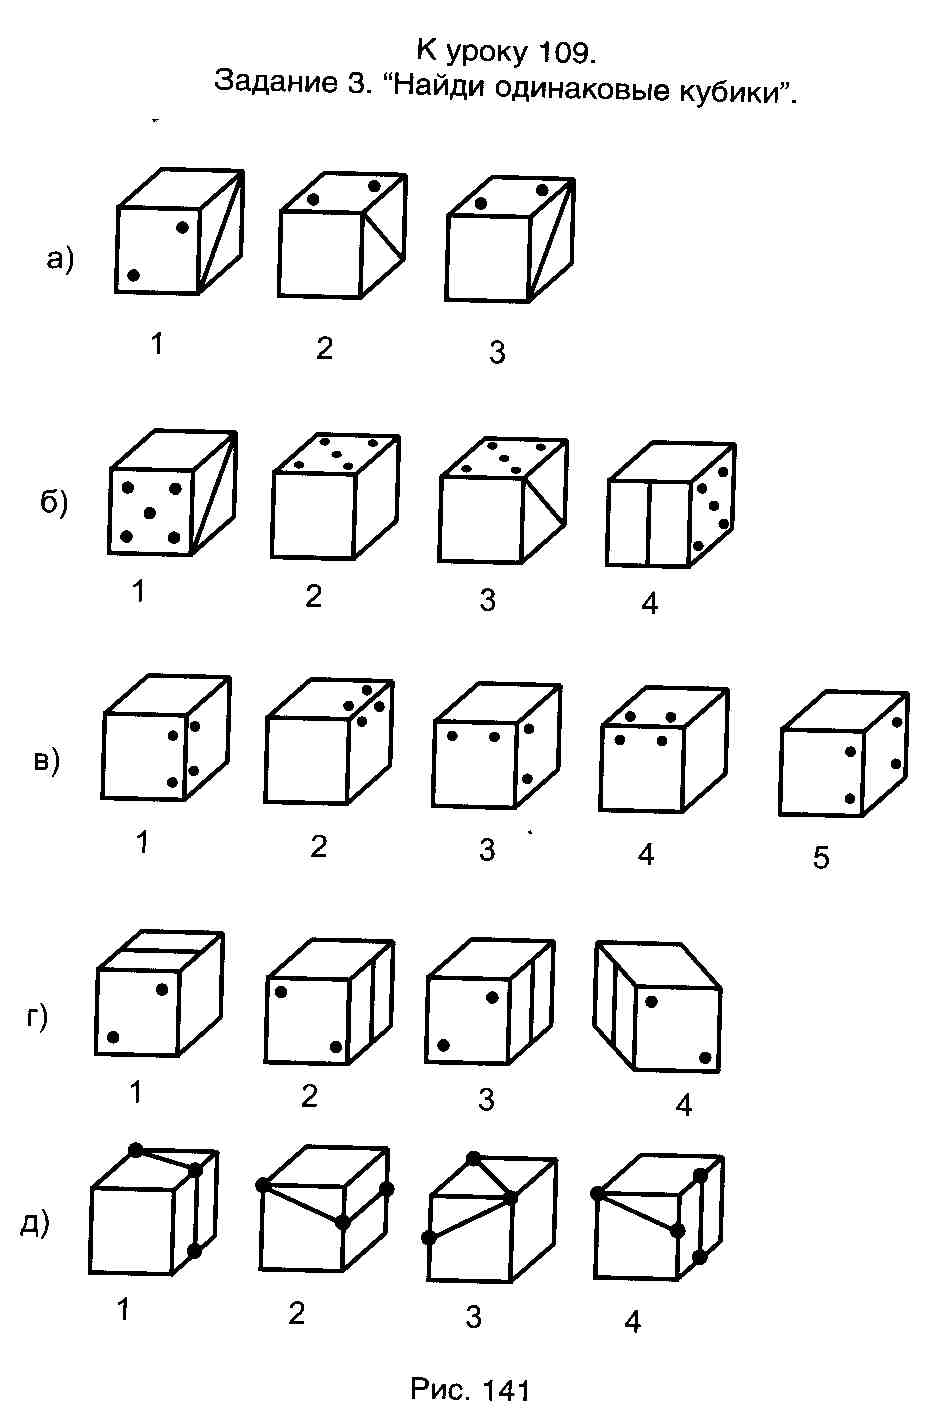 К уроку 109.
Задание 3. “Найди одинаковые кубики”.
а)
1 2 3
б)
1 2 3 4
в)
1 2 3 4 5
г)
1 2 3 4
д)
1 2 3 4
Рис. 141